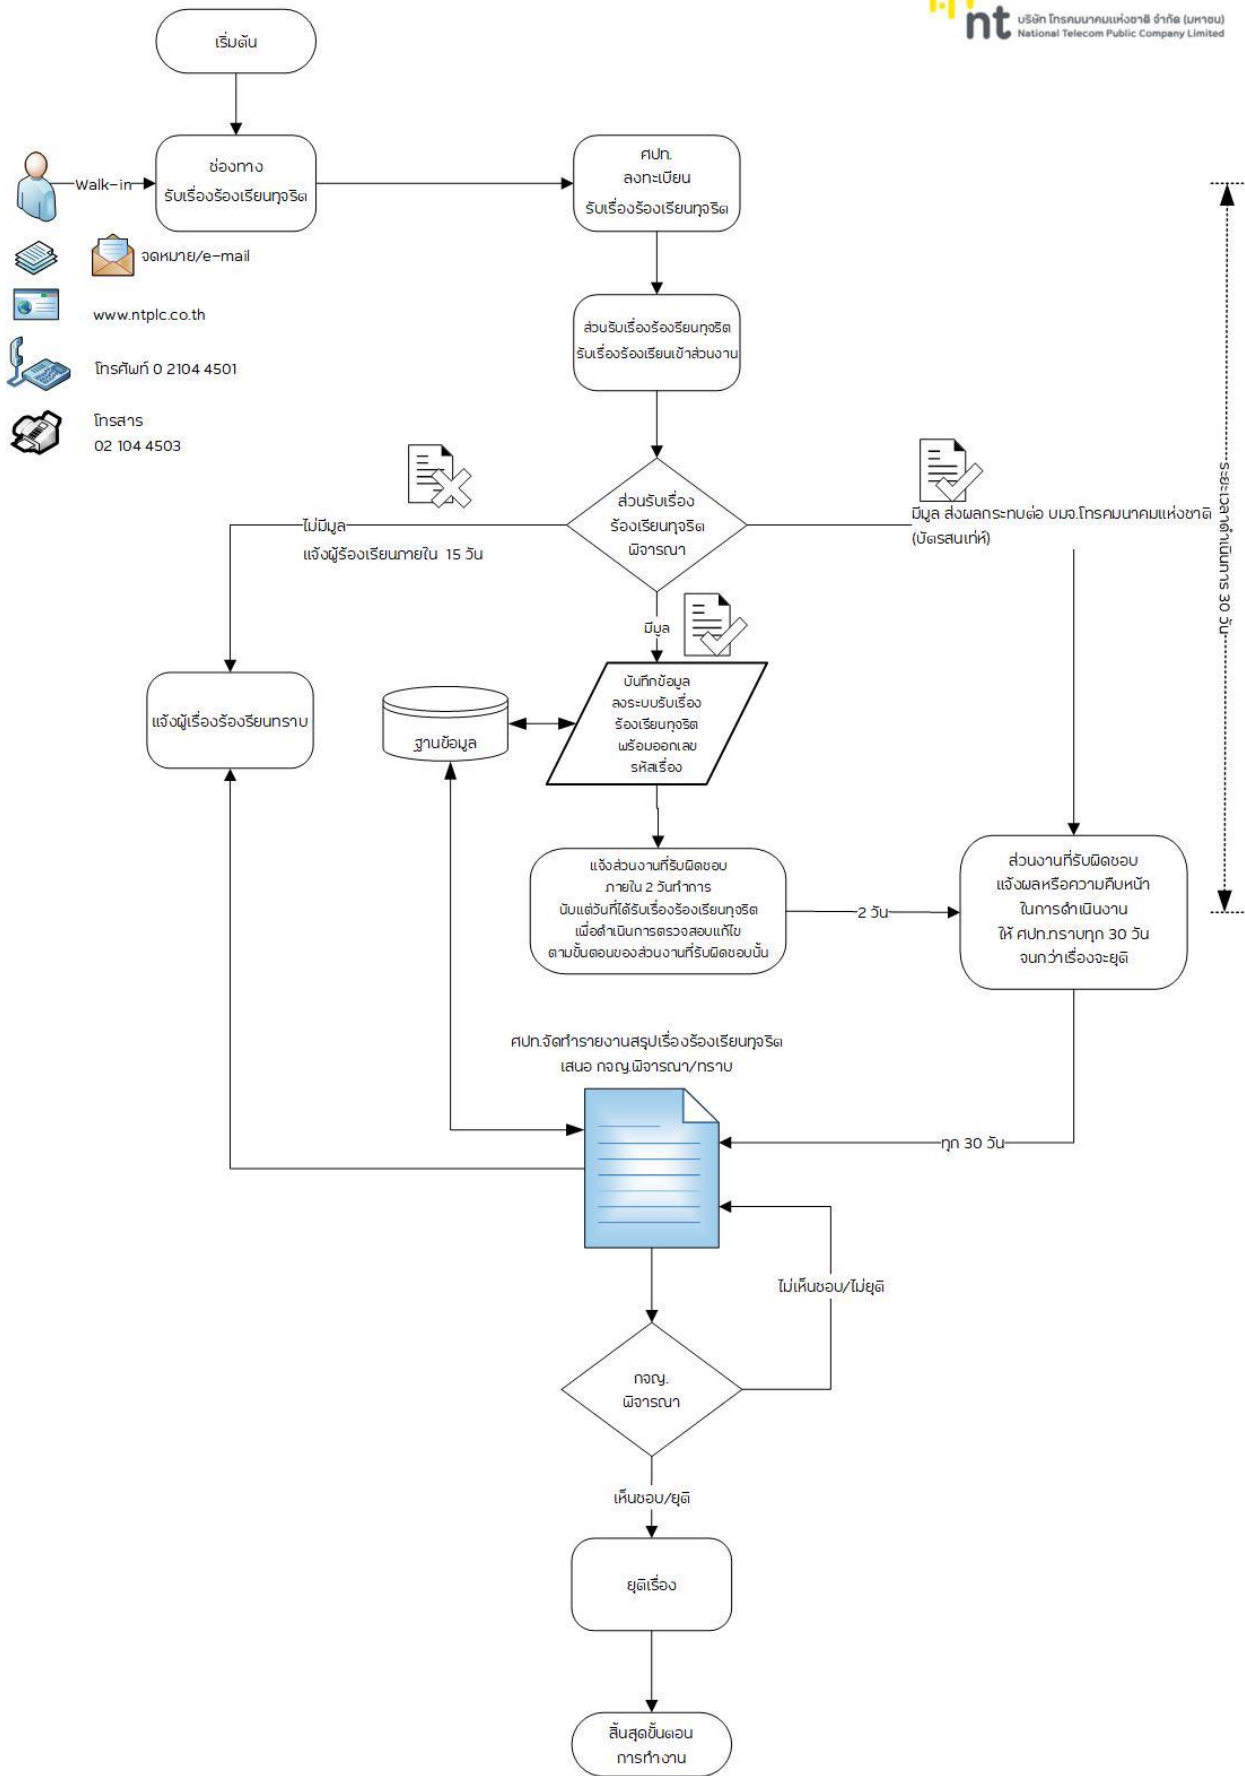 nt บริษัท โทรคมนาคมแห่งชาติ จำกัด (มหาชน)
National Telecom Public Company Limited
เริ่มต้น
Walk-in
ช่องทาง
รับเรื่องร้องเรียนทุจริต
ศปท.
ลงทะเบียน
รับเรื่องร้องเรียนทุจริต
จดหมาย/e-mail
www.ntplc.co.th
โทรศัพท์ 0 2104 4501
โทรสาร
02 104 4503
ส่วนรับเรื่องร้องรียนทุจริต
รับเรื่องร้องเรียนเข้าส่วนงาน
ส่วนรับเรื่อง
ร้องเรียนทุจริต
พิจารณา
ไม่มีมูล
แจ้งผู้ร้องเรียนภายใน 15 วัน
มีมูล ส่งผลกระทบต่อ บมจ.โทรคมนาคมแห่งชาติ
(บัตรสนเท่ห์)
ระยะเวลาดำเนินการ 30 วัน
มีมูล
แจ้งผู้เรื่องร้องรียนทราบ
ฐานข้อมูล
บันทึกข้อมูล
ลงระบบรับเรื่อง
ร้องเรียนทุจริต
พร้อมออกเลข
รหัสเรื่อง
แจ้งส่วนงานที่รับผิดชอบ
ภายใน 2 วันทำการ
นับแต่วันที่ได้รับเรื่องร้องเรียนทุจริต
เพื่อดำเนินการตรวจสอบแก้ไข
ตามขั้นตอนของส่วนงานที่รับผิดชอบนั้น
2 วัน
ส่วนงานที่รับผิดชอบ
แจ้งผลหรือความคืบหน้า
ในการดำเนินงาน
ให้ ศปท.ทราบทุก 30 วัน
จนกว่าเรื่องจะยุติ
ศปท.จัดทำรายงานสรุปเรื่องร้องเรียนทุจริต
เสนอ กจญ.พิจารณา/ทราบ
ทุก 30 วัน
ไม่เห็นชอบ/ไม่ยุติ
กจญ.
พิจารณา
เห็นชอบ/ยุติ
ยุติเรื่อง
สิ้นสุดขั้นตอน
การทำงาน